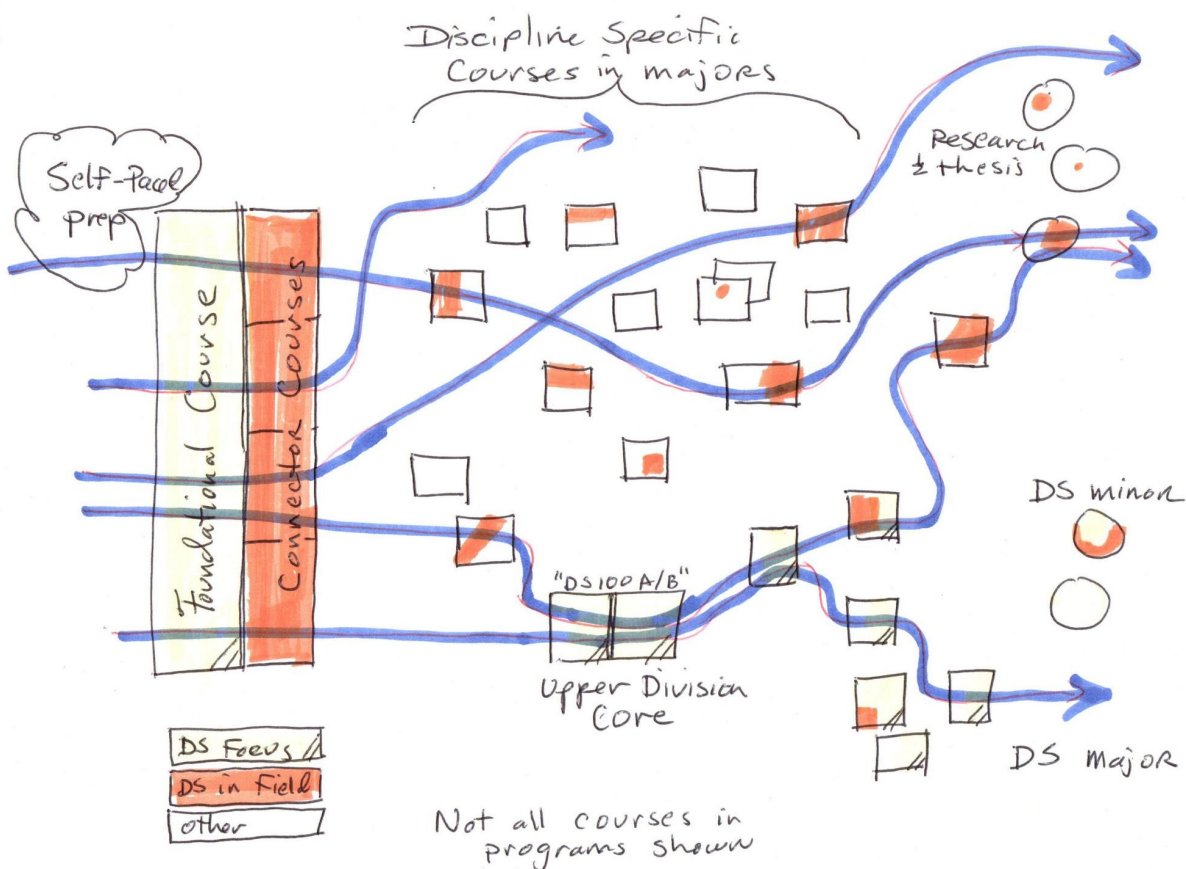 Discipline Specific
Courses in majors
Self-Paced
prep
Research
& thesis
Foundational Course
Connector Courses
DS minor
"DS100A/B"
Upper Division
Core
DS major
DS Focus
DS in Field
other
Not all courses in
programs shown